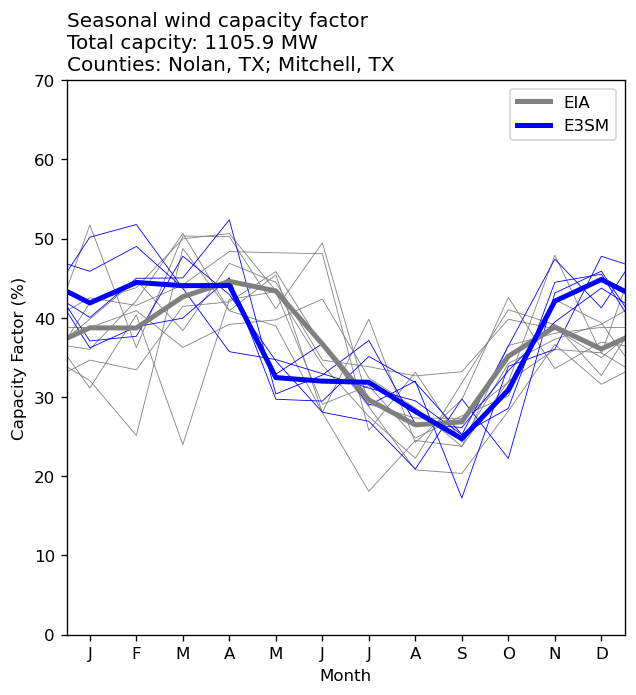 Seasonal wind capacity factor
Total capcity: 1105.9 MW
Counties: Nolan, TX; Mitchell, TX
70
60
50
40
30
20
10
0
Capacity Factor (%)
EIA
E3SM
J F M A M J J A S O N D
Month